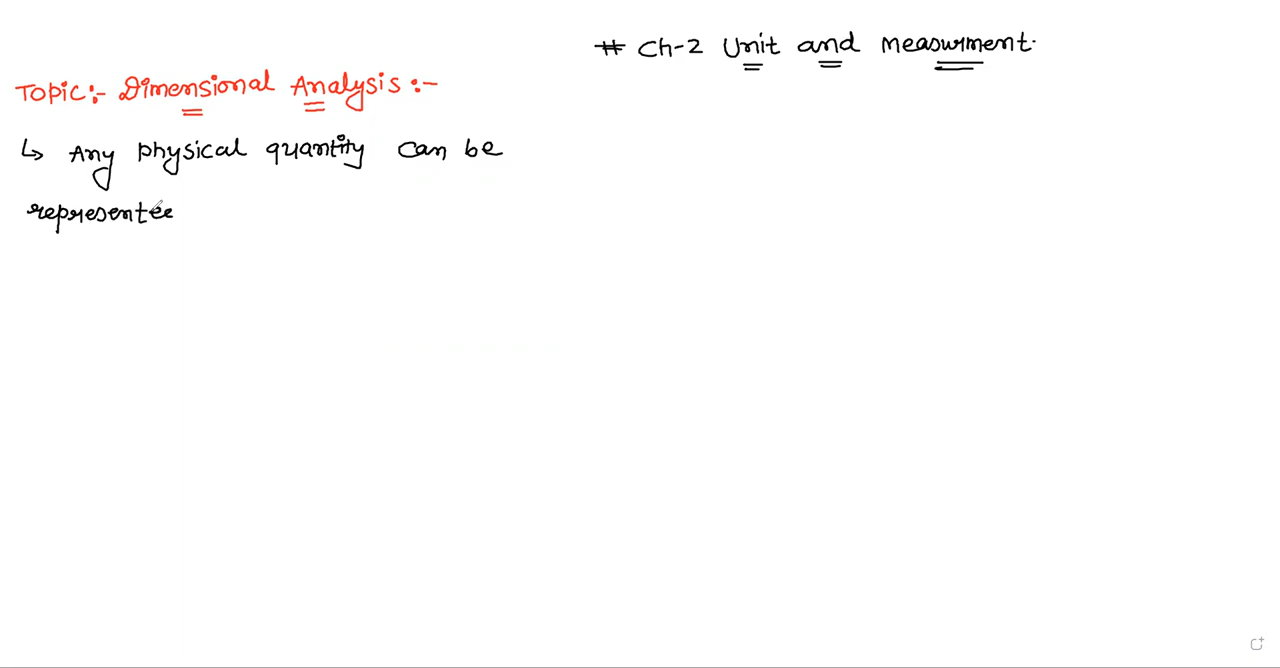 # Ch-2 Unit and measurment.
Topic:- Dimensional Analysis :-
↳ Any physical quantity can be
representee